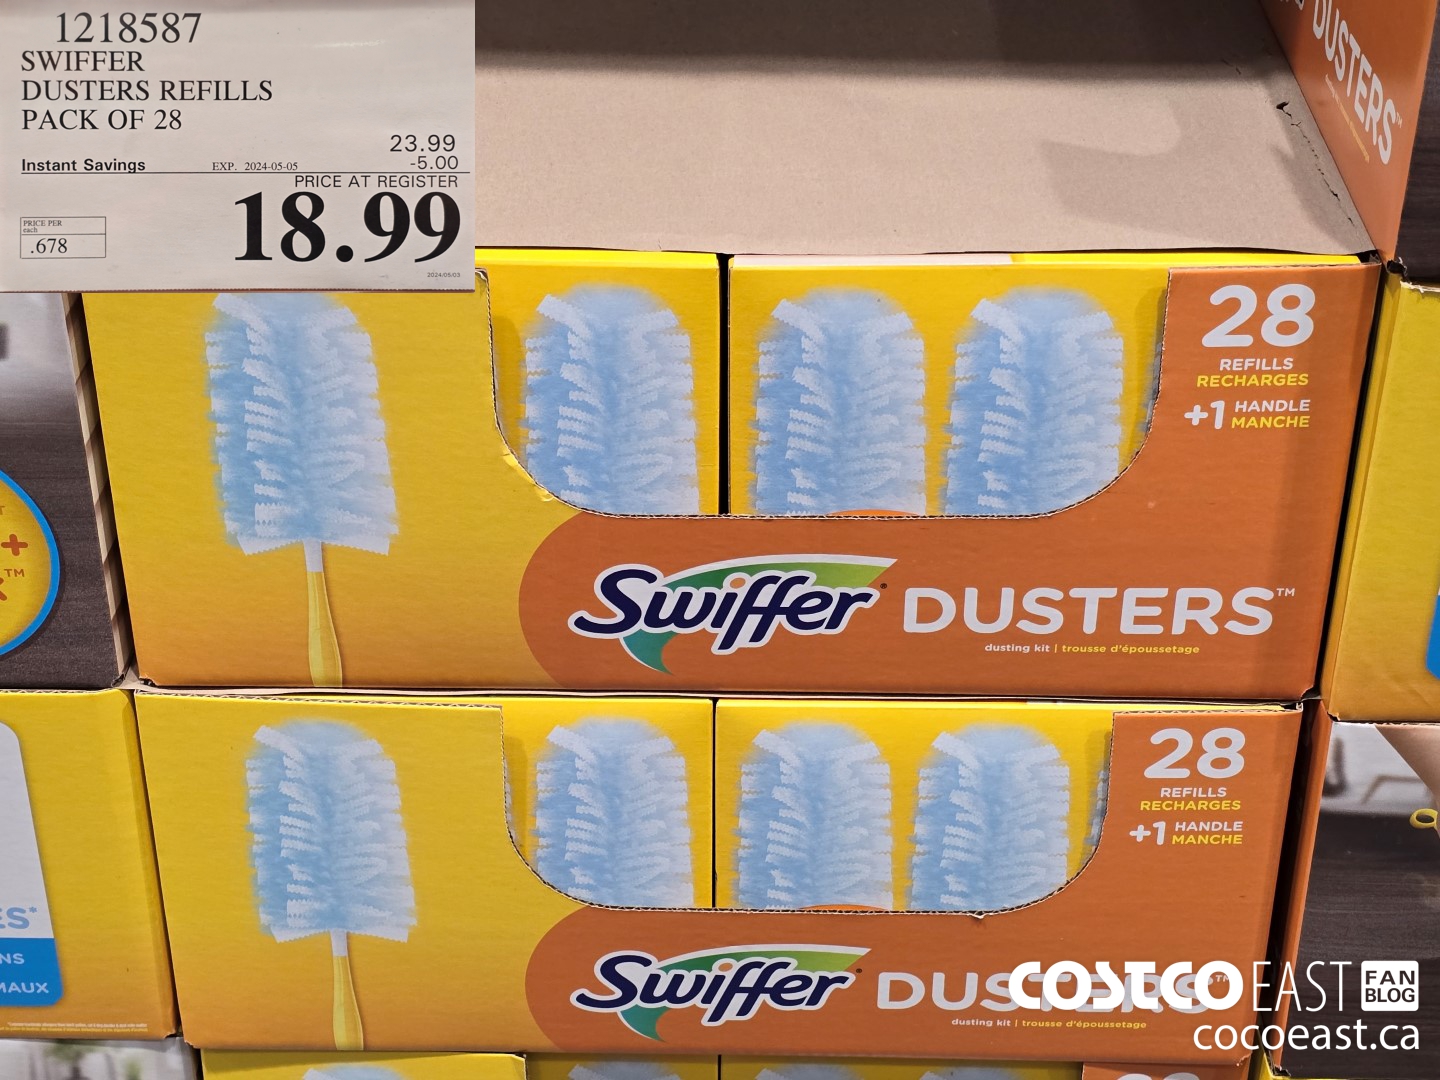 1218587
SWIFFER
DUSTERS REFILLS
PACK OF 28
23.99
Instant Savings EXP. 2024-05-05 -5.00
PRICE AT REGISTER
18.99
PRICE PER
each
.678
2024/05/03
DUSTERS™
28
REFILLS
RECHARGES
+1 HANDLE
MANCHE
Swiffer® DUSTERS™
dusting kit | trousse d'époussetage
28
REFILLS
RECHARGES
+1 HANDLE
MANCHE
Swiffer® DUSTERS™
dusting kit | trousse d'époussetage
COSTCO EAST FAN
BLOG
cocoeast.ca